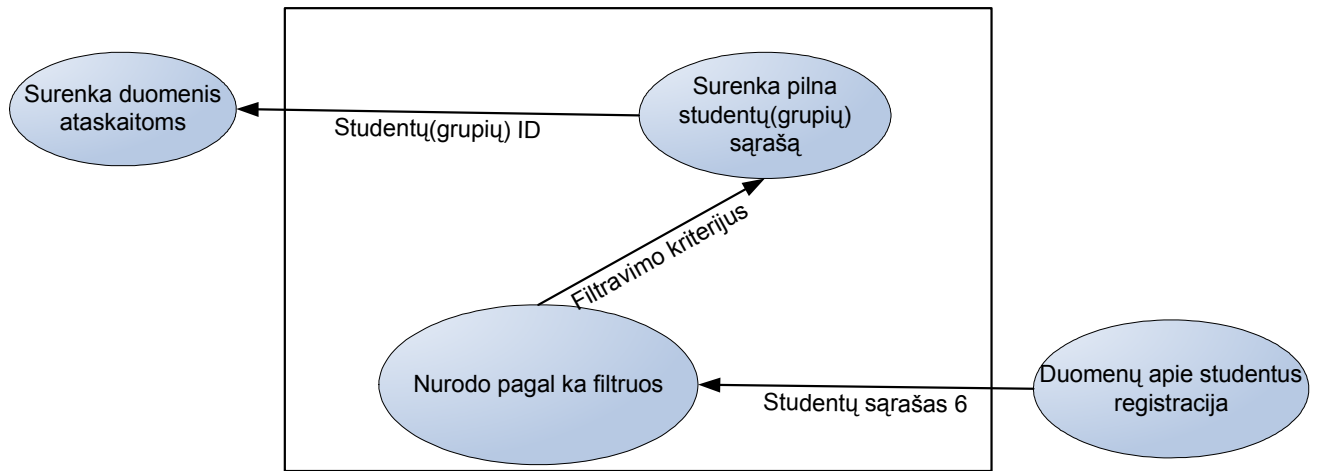 Surenka duomenis
ataskaitoms
Studentų(grupių) ID
Surenka pilna
studentų(grupių)
sąrašą
Filtravimo kriterijus
Nurodo pagal ka filtruos
Studentų sąrašas 6
Duomenų apie studentus
registracija